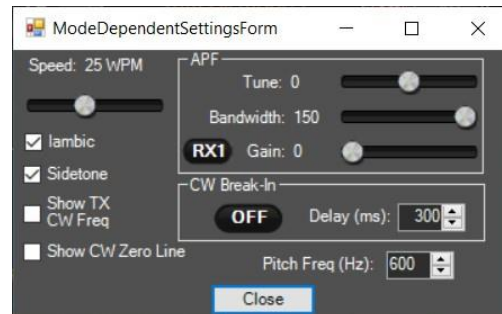 ModeDependentSettingsForm
Speed: 25 WPM
Iambic
Sidetone
Show TX
CW Freq
Show CW Zero Line
APF
Tune: 0
Bandwidth: 150
RX1 Gain: 0
CW Break-In
OFF Delay (ms): 300
Pitch Freq (Hz): 600
Close